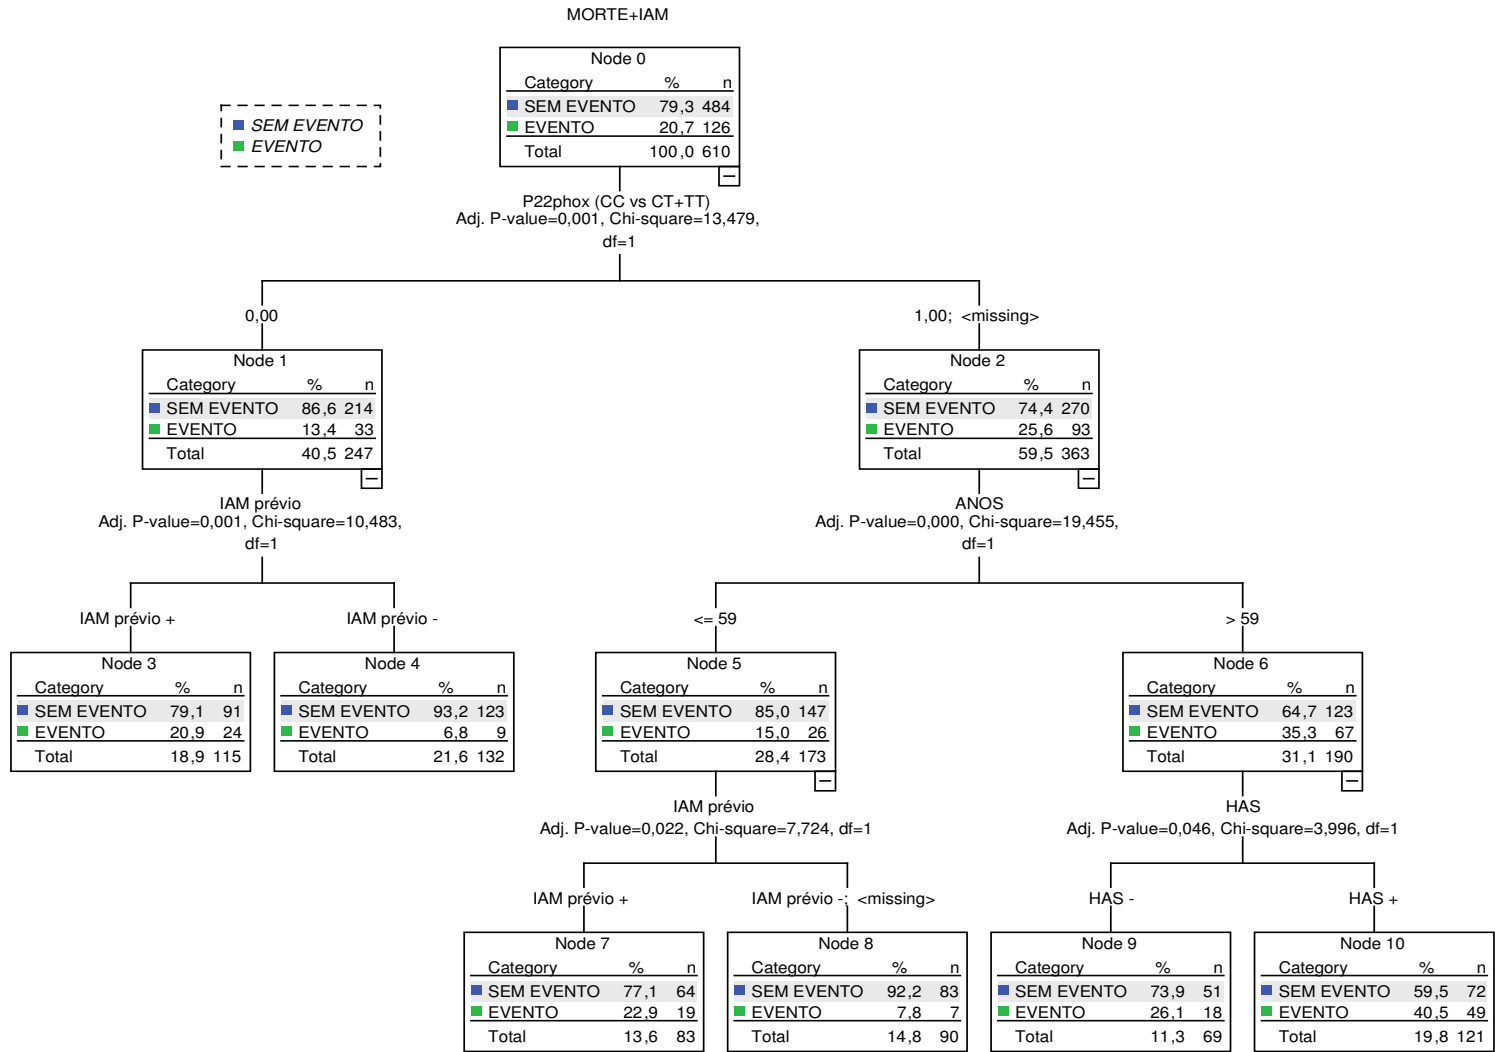 MORTE+IAM
Node 0
Category % n
SEM EVENTO 79,3 484
EVENTO 20,7 126
Total 100,0 610
SEM EVENTO
EVENTO
P22phox (CC vs CT+TT)
Adj. P-value=0,001, Chi-square=13,479,
df=1
0,00
1,00; <missing>
Node 1
Category % n
SEM EVENTO 86,6 214
EVENTO 13,4 33
Total 40,5 247
Node 2
Category % n
SEM EVENTO 74,4 270
EVENTO 25,6 93
Total 59,5 363
IAM prévio
Adj. P-value=0,001, Chi-square=10,483,
df=1
ANOS
Adj. P-value=0,000, Chi-square=19,455,
df=1
IAM prévio +
IAM prévio -
<= 59
> 59
Node 3
Category % n
SEM EVENTO 79,1 91
EVENTO 20,9 24
Total 18,9 115
Node 4
Category % n
SEM EVENTO 93,2 123
EVENTO 6,8 9
Total 21,6 132
Node 5
Category % n
SEM EVENTO 85,0 147
EVENTO 15,0 26
Total 28,4 173
Node 6
Category % n
SEM EVENTO 64,7 123
EVENTO 35,3 67
Total 31,1 190
IAM prévio
Adj. P-value=0,022, Chi-square=7,724, df=1
HAS
Adj. P-value=0,046, Chi-square=3,996, df=1
IAM prévio +
IAM prévio -; <missing>
HAS -
HAS +
Node 7
Category % n
SEM EVENTO 77,1 64
EVENTO 22,9 19
Total 13,6 83
Node 8
Category % n
SEM EVENTO 92,2 83
EVENTO 7,8 7
Total 14,8 90
Node 9
Category % n
SEM EVENTO 73,9 51
EVENTO 26,1 18
Total 11,3 69
Node 10
Category % n
SEM EVENTO 59,5 72
EVENTO 40,5 49
Total 19,8 121